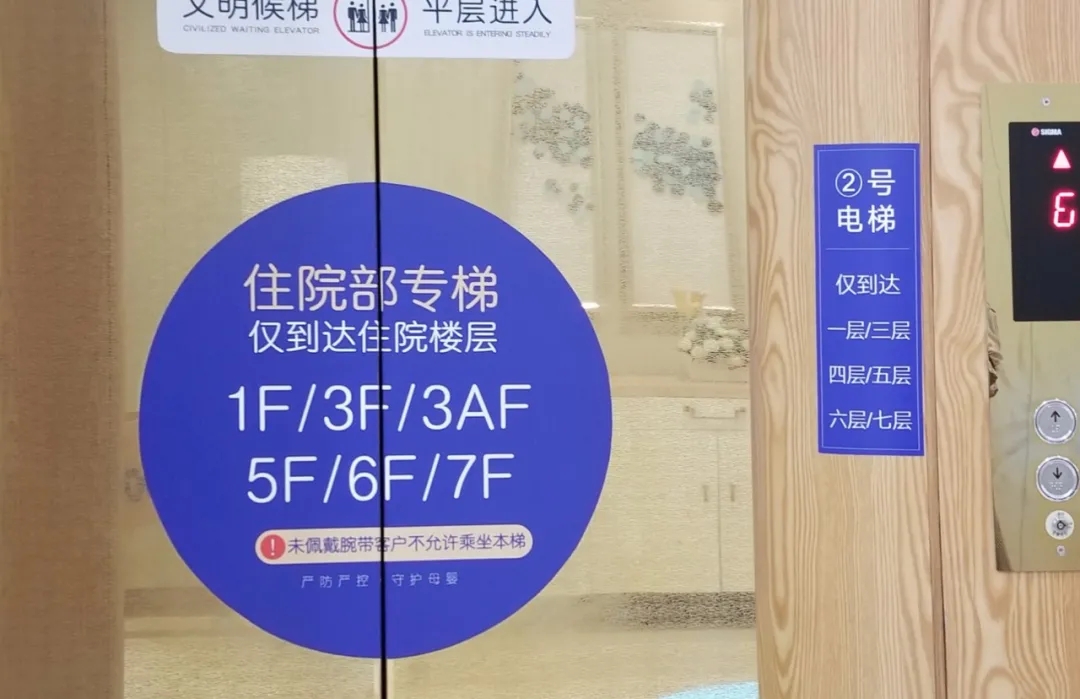 文明候梯 平层进入
CIVILIZED WAITING ELEVATOR ELEVATOR IS ENTERING STEADILY
住院部专梯
仅到达住院楼层
1F/3F/3AF
5F/6F/7F
!未佩戴腕带客户不允许乘坐本梯
严防严控·守护母婴
②号
电梯
仅到达
一层/三层
四层/五层
六层/七层
SIGMA